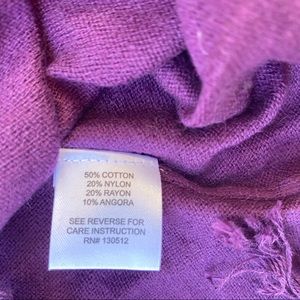 50% COTTON
20% NYLON
20% RAYON
10% ANGORA
SEE REVERSE FOR
CARE INSTRUCTION
RN# 130512